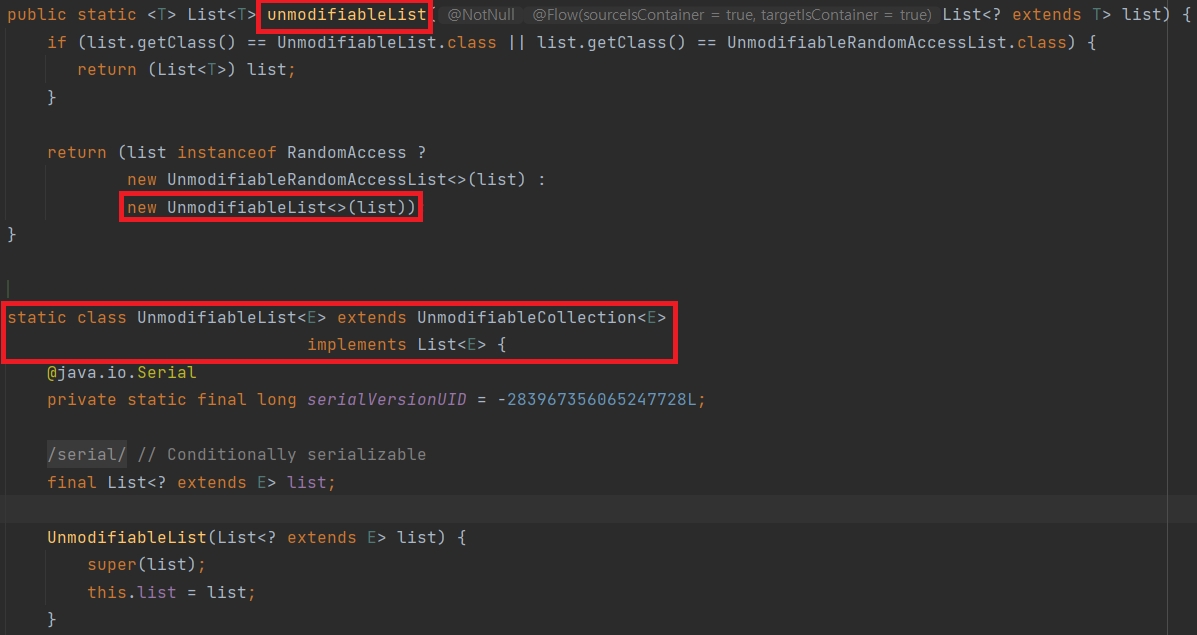 public static <T> List<T> unmodifiableList( @NotNull @Flow(sourceIsContainer = true, targetIsContainer = true) List<? extends T> list) {
if (list.getClass() == UnmodifiableList.class || list.getClass() == UnmodifiableRandomAccessList.class) {
return (List<T>) list;
}
return (list instanceof RandomAccess ?
new UnmodifiableRandomAccessList<>(list) :
new UnmodifiableList<>(list))
}
static class UnmodifiableList<E> extends UnmodifiableCollection<E>
implements List<E> {
@java.io.Serial
private static final long serialVersionUID = -283967356065247728L;
/serial/ // Conditionally serializable
final List<? extends E> list;
UnmodifiableList(List<? extends E> list) {
super(list);
this.list = list;
}